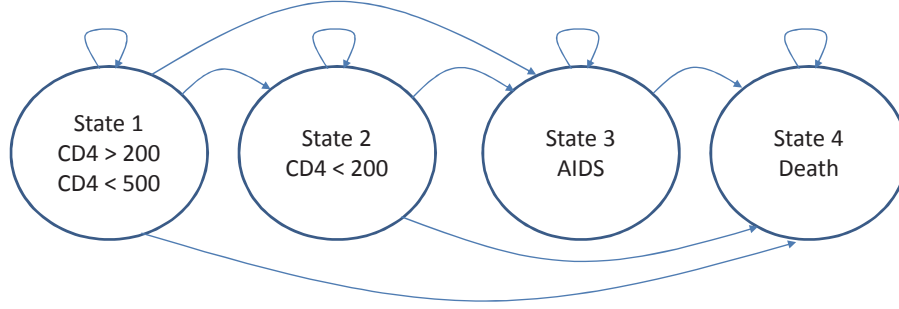 State 1
CD4 > 200
CD4 < 500
State 2
CD4 < 200
State 3
AIDS
State 4
Death